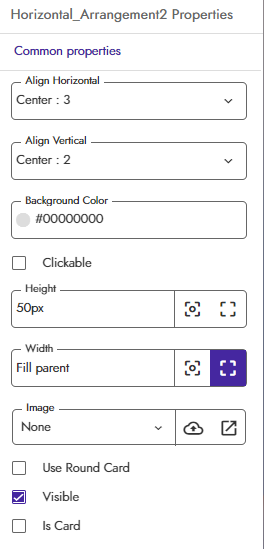 Horizontal_Arrangement2 Properties
Common properties
Align Horizontal
Center : 3
Align Vertical
Center : 2
Background Color
#00000000
Clickable
Height
50px
Width
Fill parent
Image
None
Use Round Card
Visible
Is Card